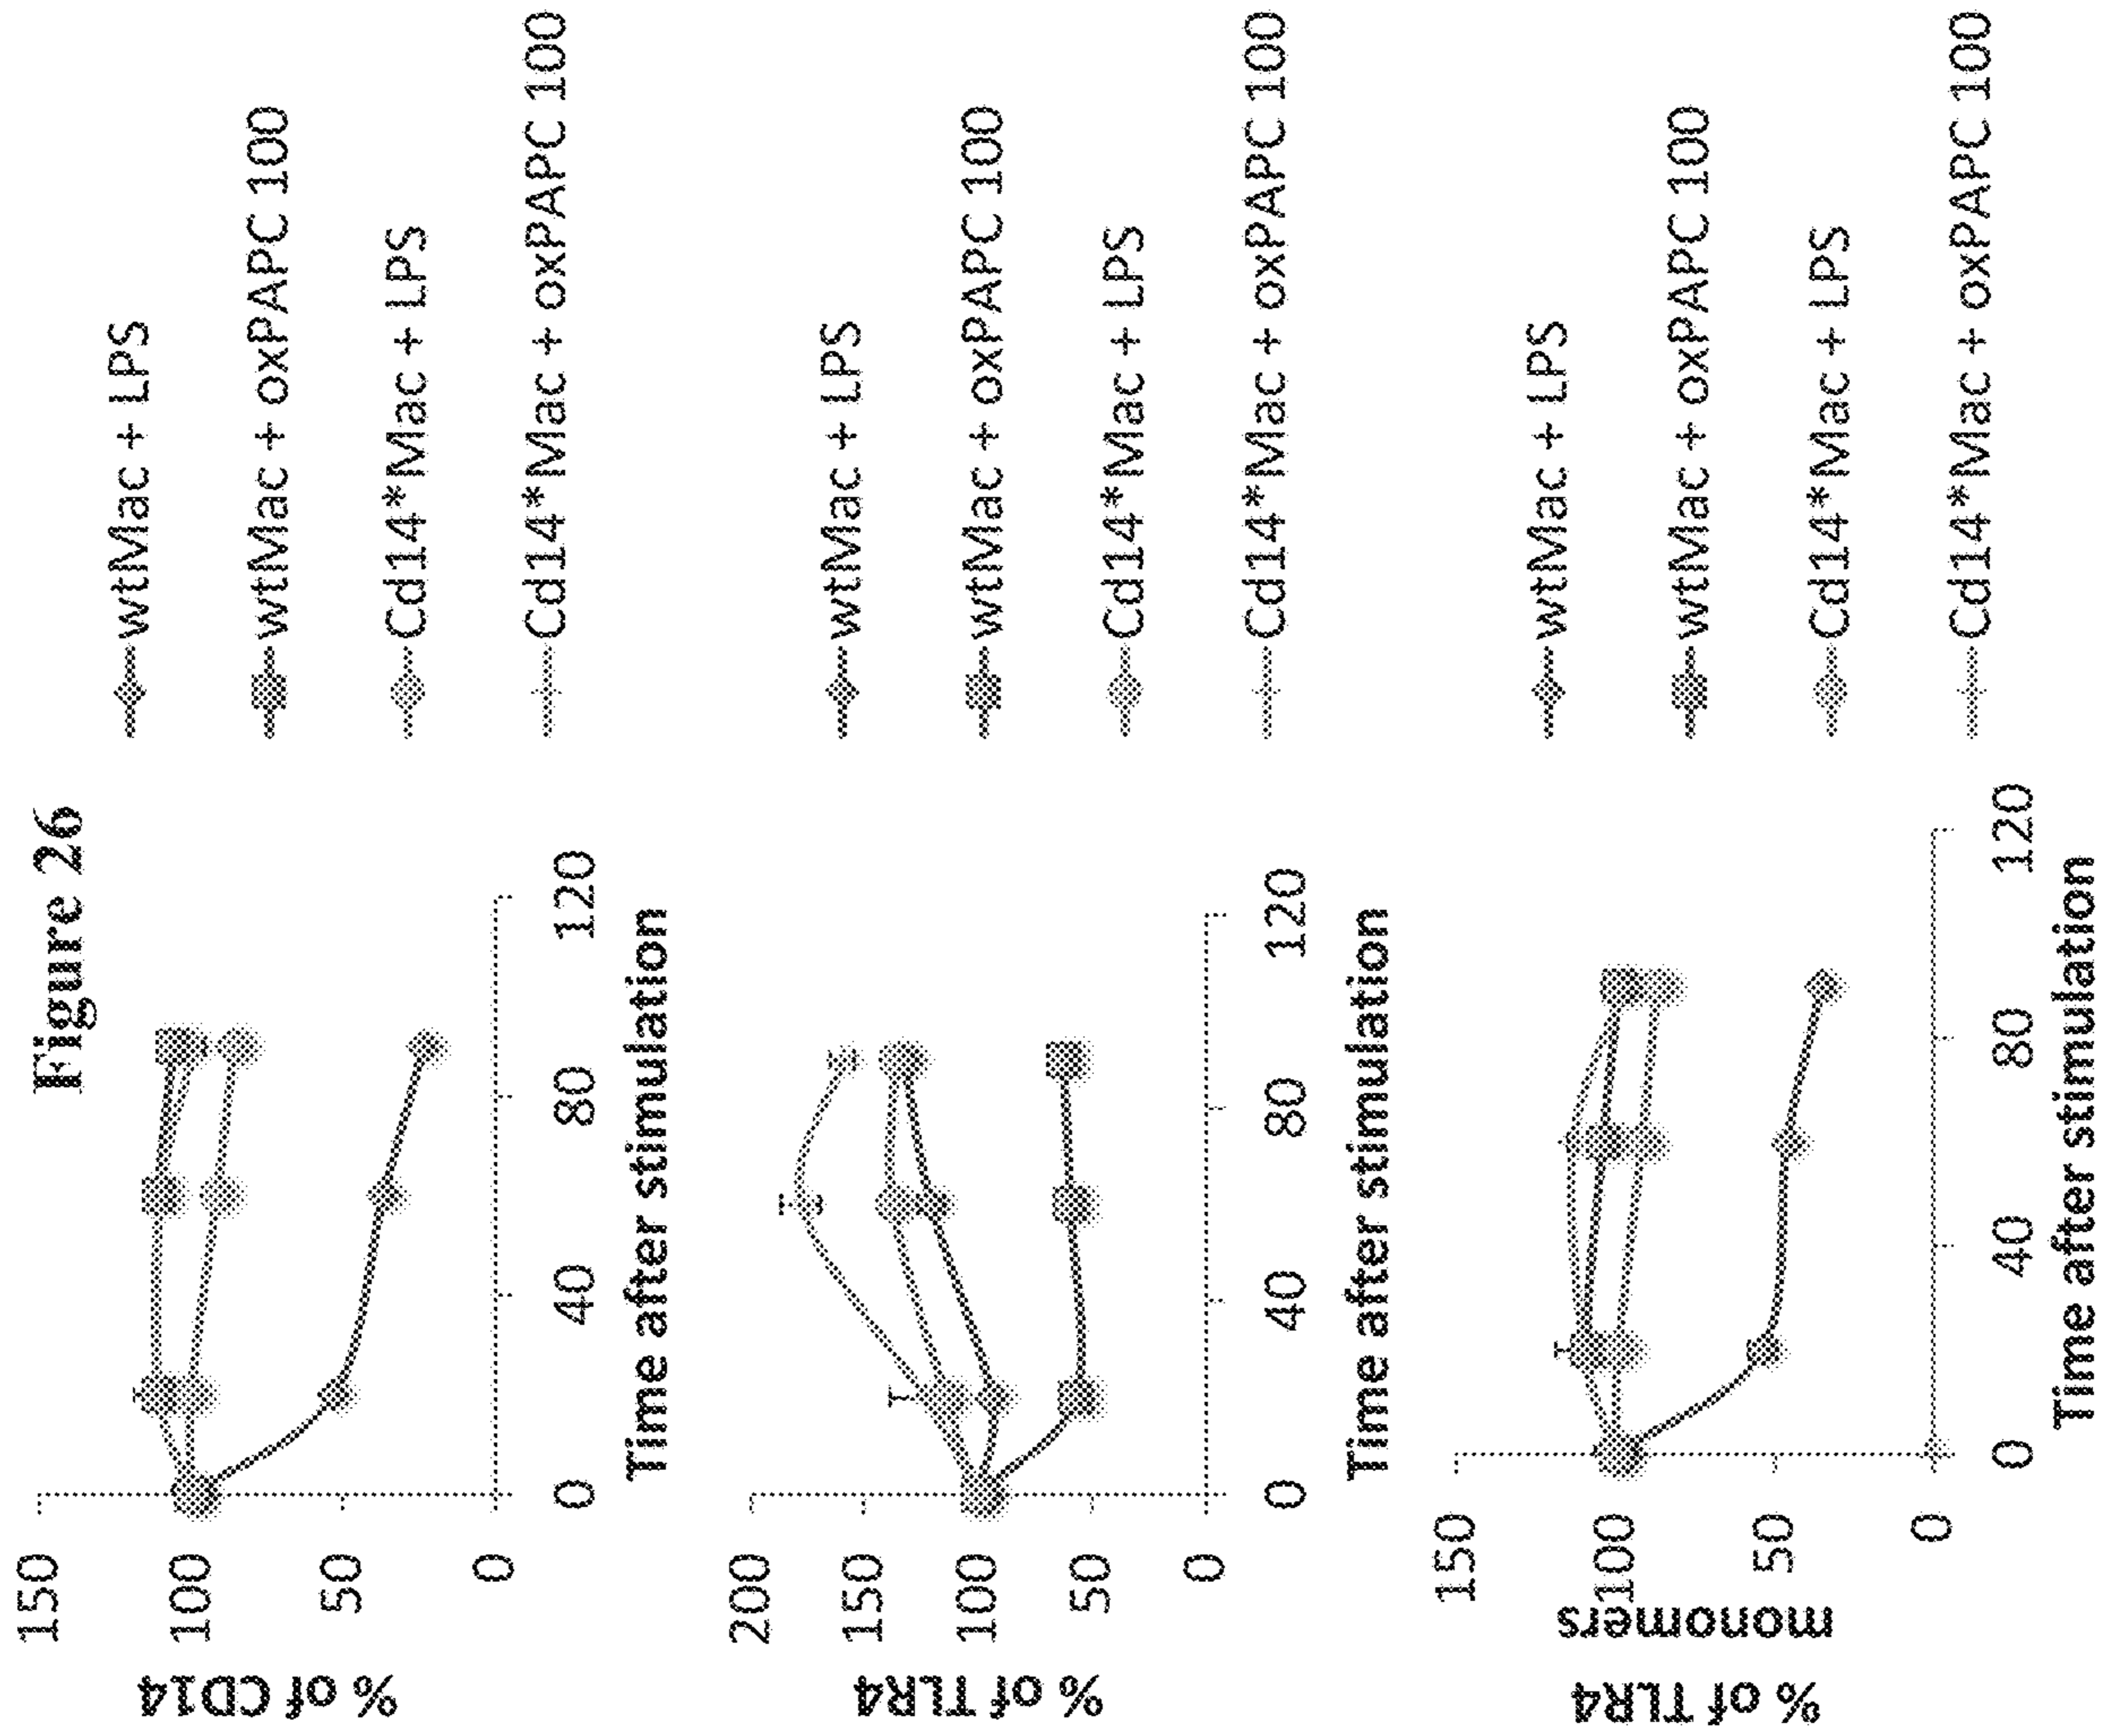 Figure 26
% of CD14
150
100
50
0
0
40
80
120
Time after stimulation
wtMac + LPS
wtMac + oxPAPC 100
Cd14*Mac + LPS
Cd14*Mac + oxPAPC 100
% of TLR4
200
150
100
50
0
0
40
80
120
Time after stimulation
wtMac + LPS
wtMac + oxPAPC 100
Cd14*Mac + LPS
Cd14*Mac + oxPAPC 100
% of TLR4
monomers
150
100
50
0
0
40
80
120
Time after stimulation
wtMac + LPS
wtMac + oxPAPC 100
Cd14*Mac + LPS
Cd14*Mac + oxPAPC 100